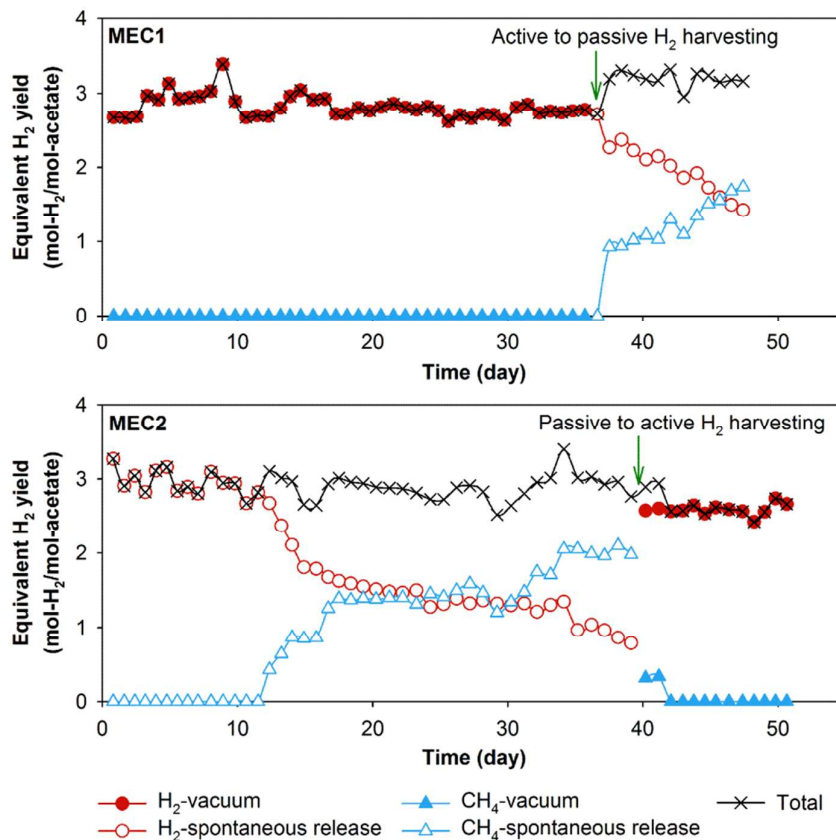 MEC1
Active to passive H₂ harvesting
Equivalent H₂ yield
(mol-H₂/mol-acetate)
4
3
2
1
0
0 10 20 30 40 50
Time (day)
MEC2
Passive to active H₂ harvesting
Equivalent H₂ yield
(mol-H₂/mol-acetate)
4
3
2
1
0
0 10 20 30 40 50
Time (day)
H₂-vacuum CH₄-vacuum Total
H₂-spontaneous release CH₄-spontaneous release